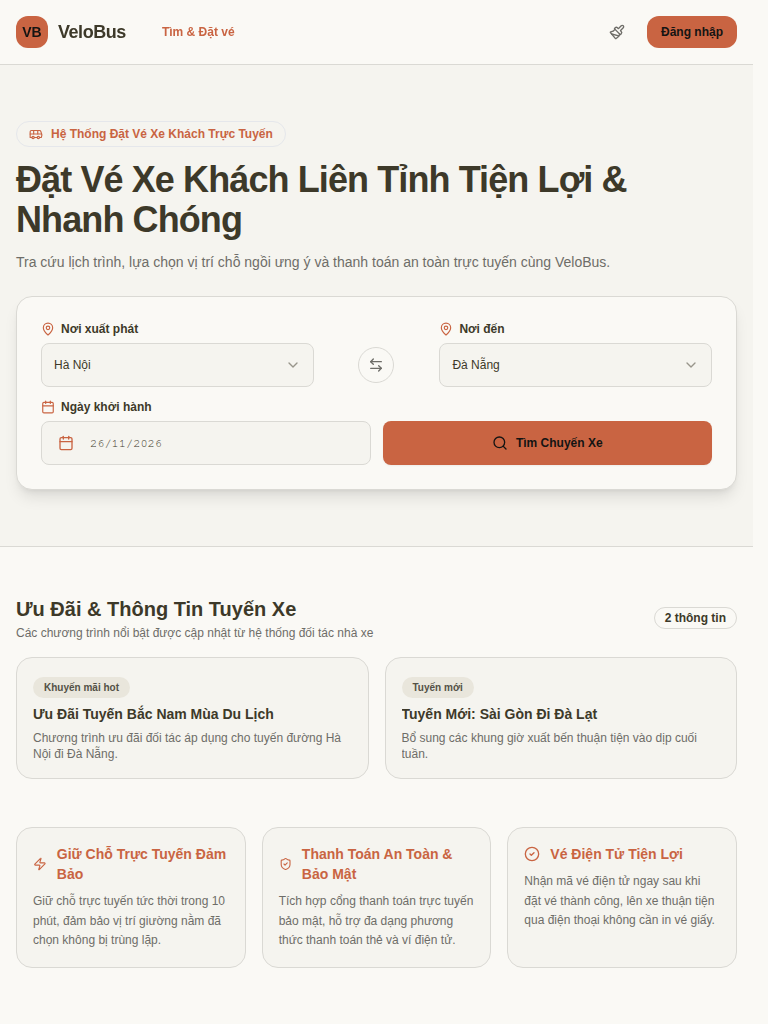 VB VeloBus Tìm & Đặt vé Đăng nhập
Hệ Thống Đặt Vé Xe Khách Trực Tuyến
Đặt Vé Xe Khách Liên Tỉnh Tiện Lợi &
Nhanh Chóng
Tra cứu lịch trình, lựa chọn vị trí chỗ ngồi ưng ý và thanh toán an toàn trực tuyến cùng VeloBus.
Nơi xuất phát
Hà Nội
Nơi đến
Đà Nẵng
Ngày khởi hành
26/11/2026
Tìm Chuyến Xe
Ưu Đãi & Thông Tin Tuyến Xe
Các chương trình nổi bật được cập nhật từ hệ thống đối tác nhà xe
2 thông tin
Khuyến mãi hot
Ưu Đãi Tuyến Bắc Nam Mùa Du Lịch
Chương trình ưu đãi đối tác áp dụng cho tuyến đường Hà
Nội đi Đà Nẵng.
Tuyến mới
Tuyến Mới: Sài Gòn Đi Đà Lạt
Bổ sung các khung giờ xuất bến thuận tiện vào dịp cuối
tuần.
Giữ Chỗ Trực Tuyến Đảm
Bảo
Giữ chỗ trực tuyến tức thời trong 10
phút, đảm bảo vị trí giường nằm đã
chọn không bị trùng lặp.
Thanh Toán An Toàn &
Bảo Mật
Tích hợp cổng thanh toán trực tuyến
bảo mật, hỗ trợ đa dạng phương
thức thanh toán thẻ và ví điện tử.
Vé Điện Tử Tiện Lợi
Nhận mã vé điện tử ngay sau khi
đặt vé thành công, lên xe thuận tiện
qua điện thoại không cần in vé giấy.